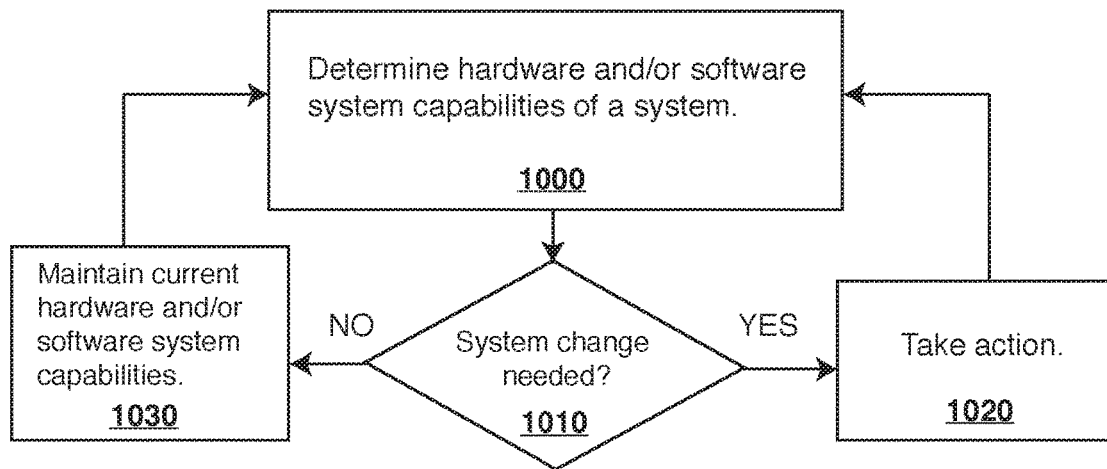 Determine hardware and/or software
system capabilities of a system.
1000
Maintain current
hardware and/or
software system
capabilities.
1030
NO
System change
needed?
1010
YES
Take action.
1020